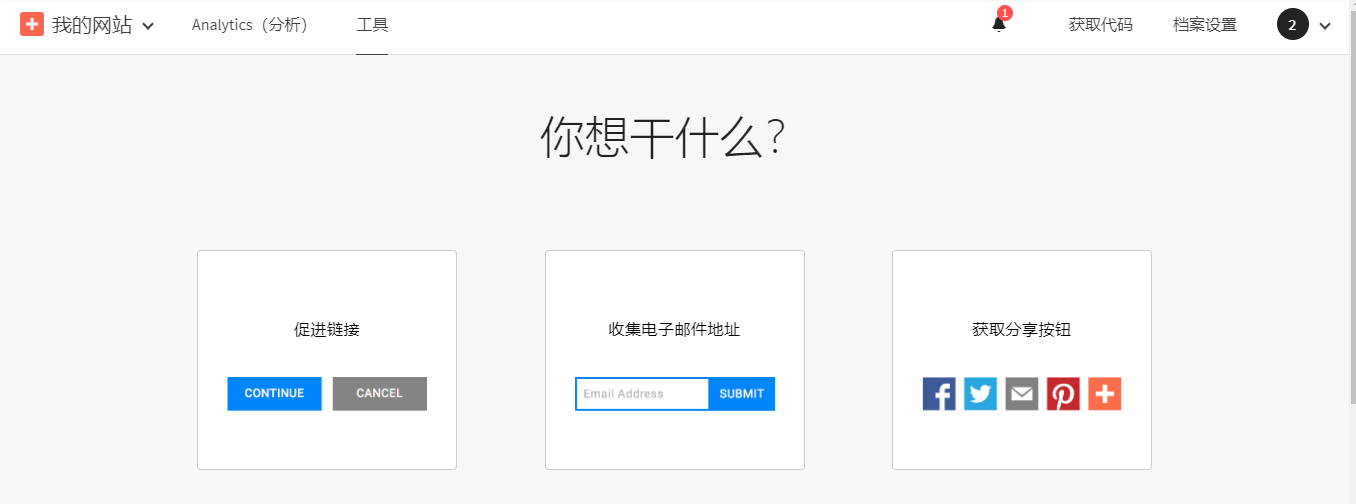 我的网站 Analytics（分析） 工具 1 获取代码 档案设置 2
你想干什么？
促进链接 收集电子邮件地址 获取分享按钮
CONTINUE CANCEL Email Address SUBMIT